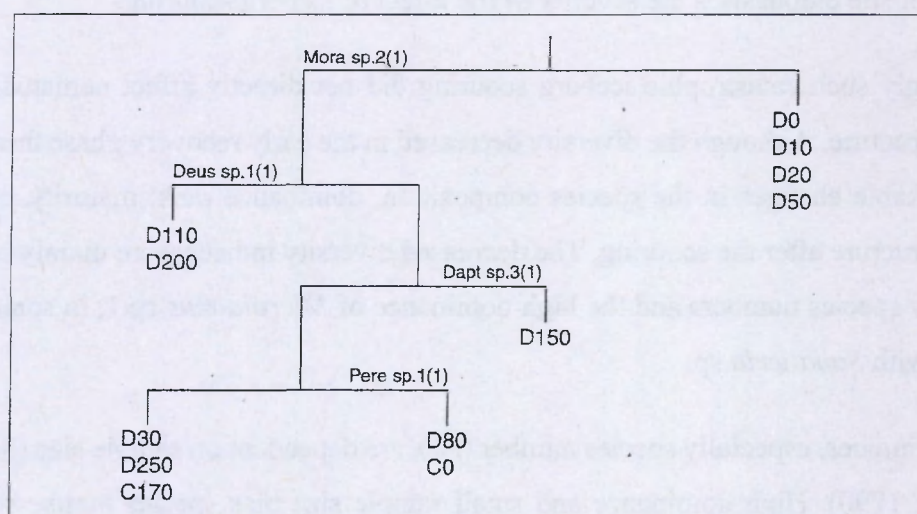 Mora sp.2(1)
D0
D10
D20
D50
Deus sp.1(1)
D110
D200
Dapt sp.3(1)
D150
Pere sp.1(1)
D30
D250
C170
D80
C0